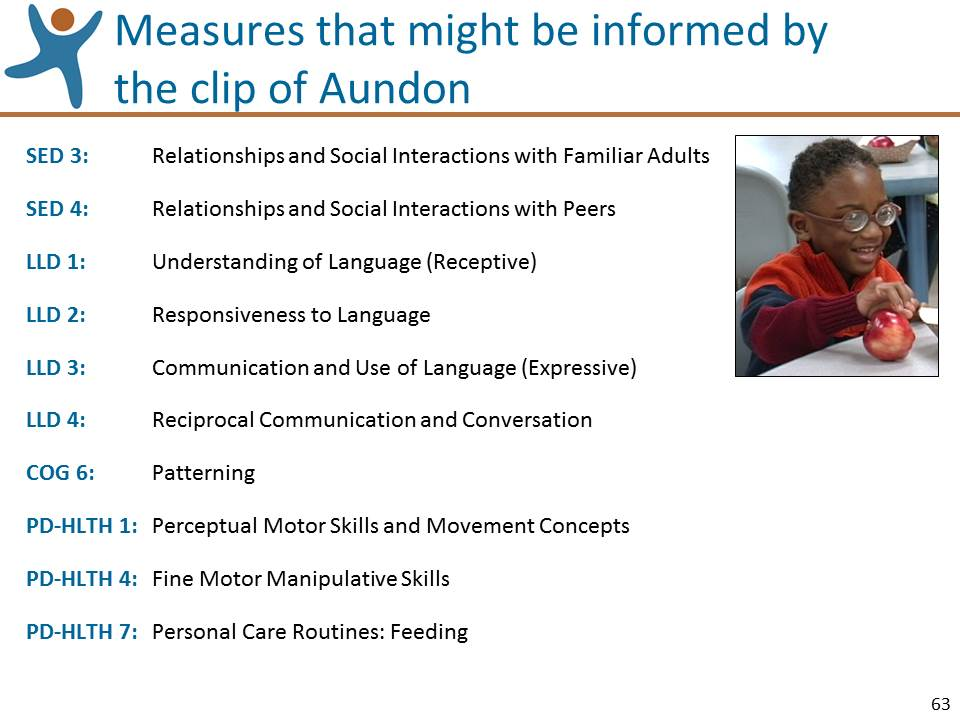 Measures that might be informed by
the clip of Aundon
SED 3: Relationships and Social Interactions with Familiar Adults
SED 4: Relationships and Social Interactions with Peers
LLD 1: Understanding of Language (Receptive)
LLD 2: Responsiveness to Language
LLD 3: Communication and Use of Language (Expressive)
LLD 4: Reciprocal Communication and Conversation
COG 6: Patterning
PD-HLTH 1: Perceptual Motor Skills and Movement Concepts
PD-HLTH 4: Fine Motor Manipulative Skills
PD-HLTH 7: Personal Care Routines: Feeding
63